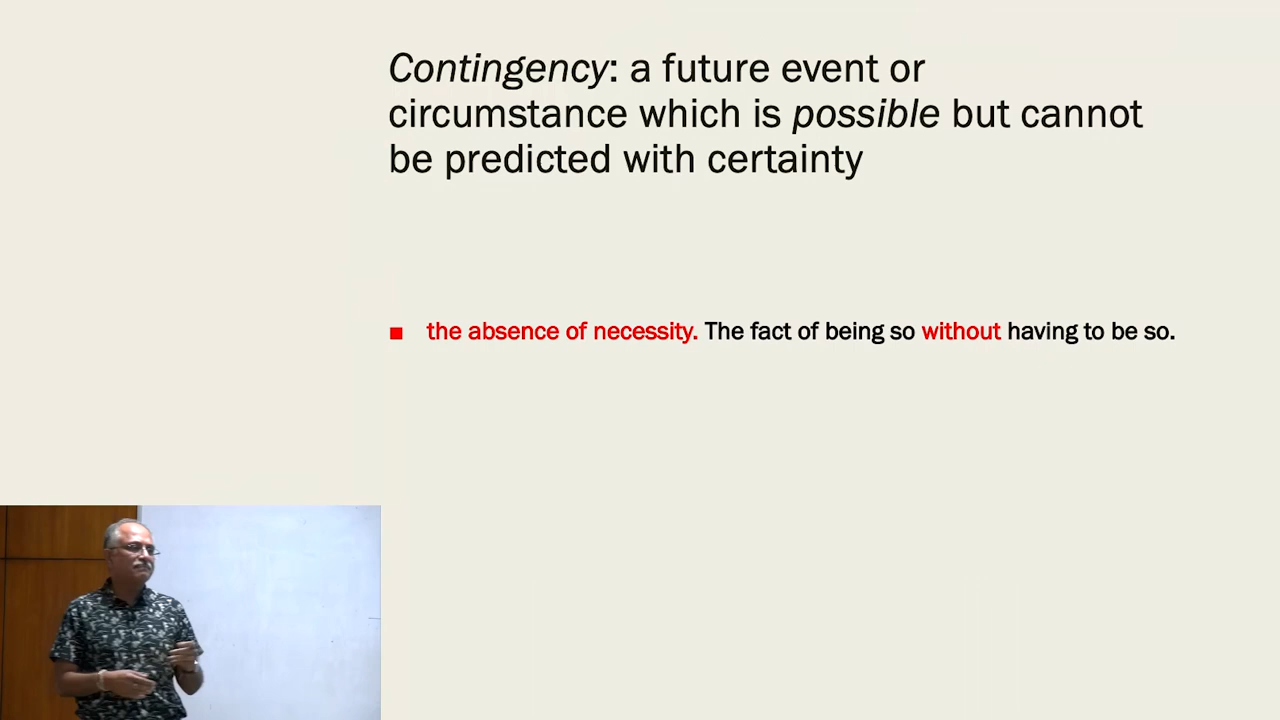 Contingency: a future event or
circumstance which is possible but cannot
be predicted with certainty
the absence of necessity. The fact of being so without having to be so.